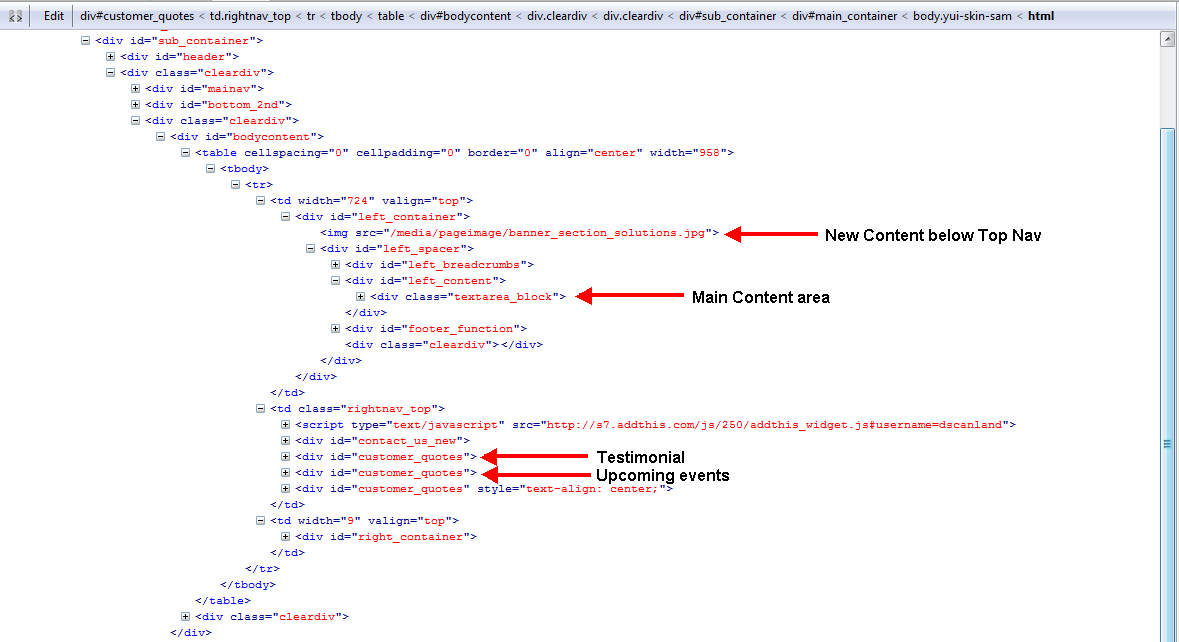 Edit div#customer_quotes < td.rightnav_top < tr < tbody < table < div#bodycontent < div.cleardiv < div.cleardiv < div#sub_container < div#main_container < body.yui-skin-sam < html
<div id="sub_container">
<div id="header">
<div class="cleardiv">
<div id="mainav">
<div id="bottom_2nd">
<div class="cleardiv">
<div id="bodycontent">
<table cellspacing="0" cellpadding="0" border="0" align="center" width="958">
<tbody>
<tr>
<td width="724" valign="top">
<div id="left_container">
<img src="/media/pageimage/banner_section_solutions.jpg"> New Content below Top Nav
<div id="left_spacer">
<div id="left_breadcrumbs">
<div id="left_content">
<div class="textarea_block"> Main Content area
</div>
<div id="footer_function">
<div class="cleardiv"></div>
</div>
</div>
</td>
<td class="rightnav_top">
<script type="text/javascript" src="http://s7.addthis.com/js/250/addthis_widget.js#username=dscanland">
<div id="contact_us_new">
<div id="customer_quotes"> Testimonial
<div id="customer_quotes"> Upcoming events
<div id="customer_quotes" style="text-align: center;">
</td>
<td width="9" valign="top">
<div id="right_container">
</td>
</tr>
</tbody>
</table>
<div class="cleardiv">
</div>